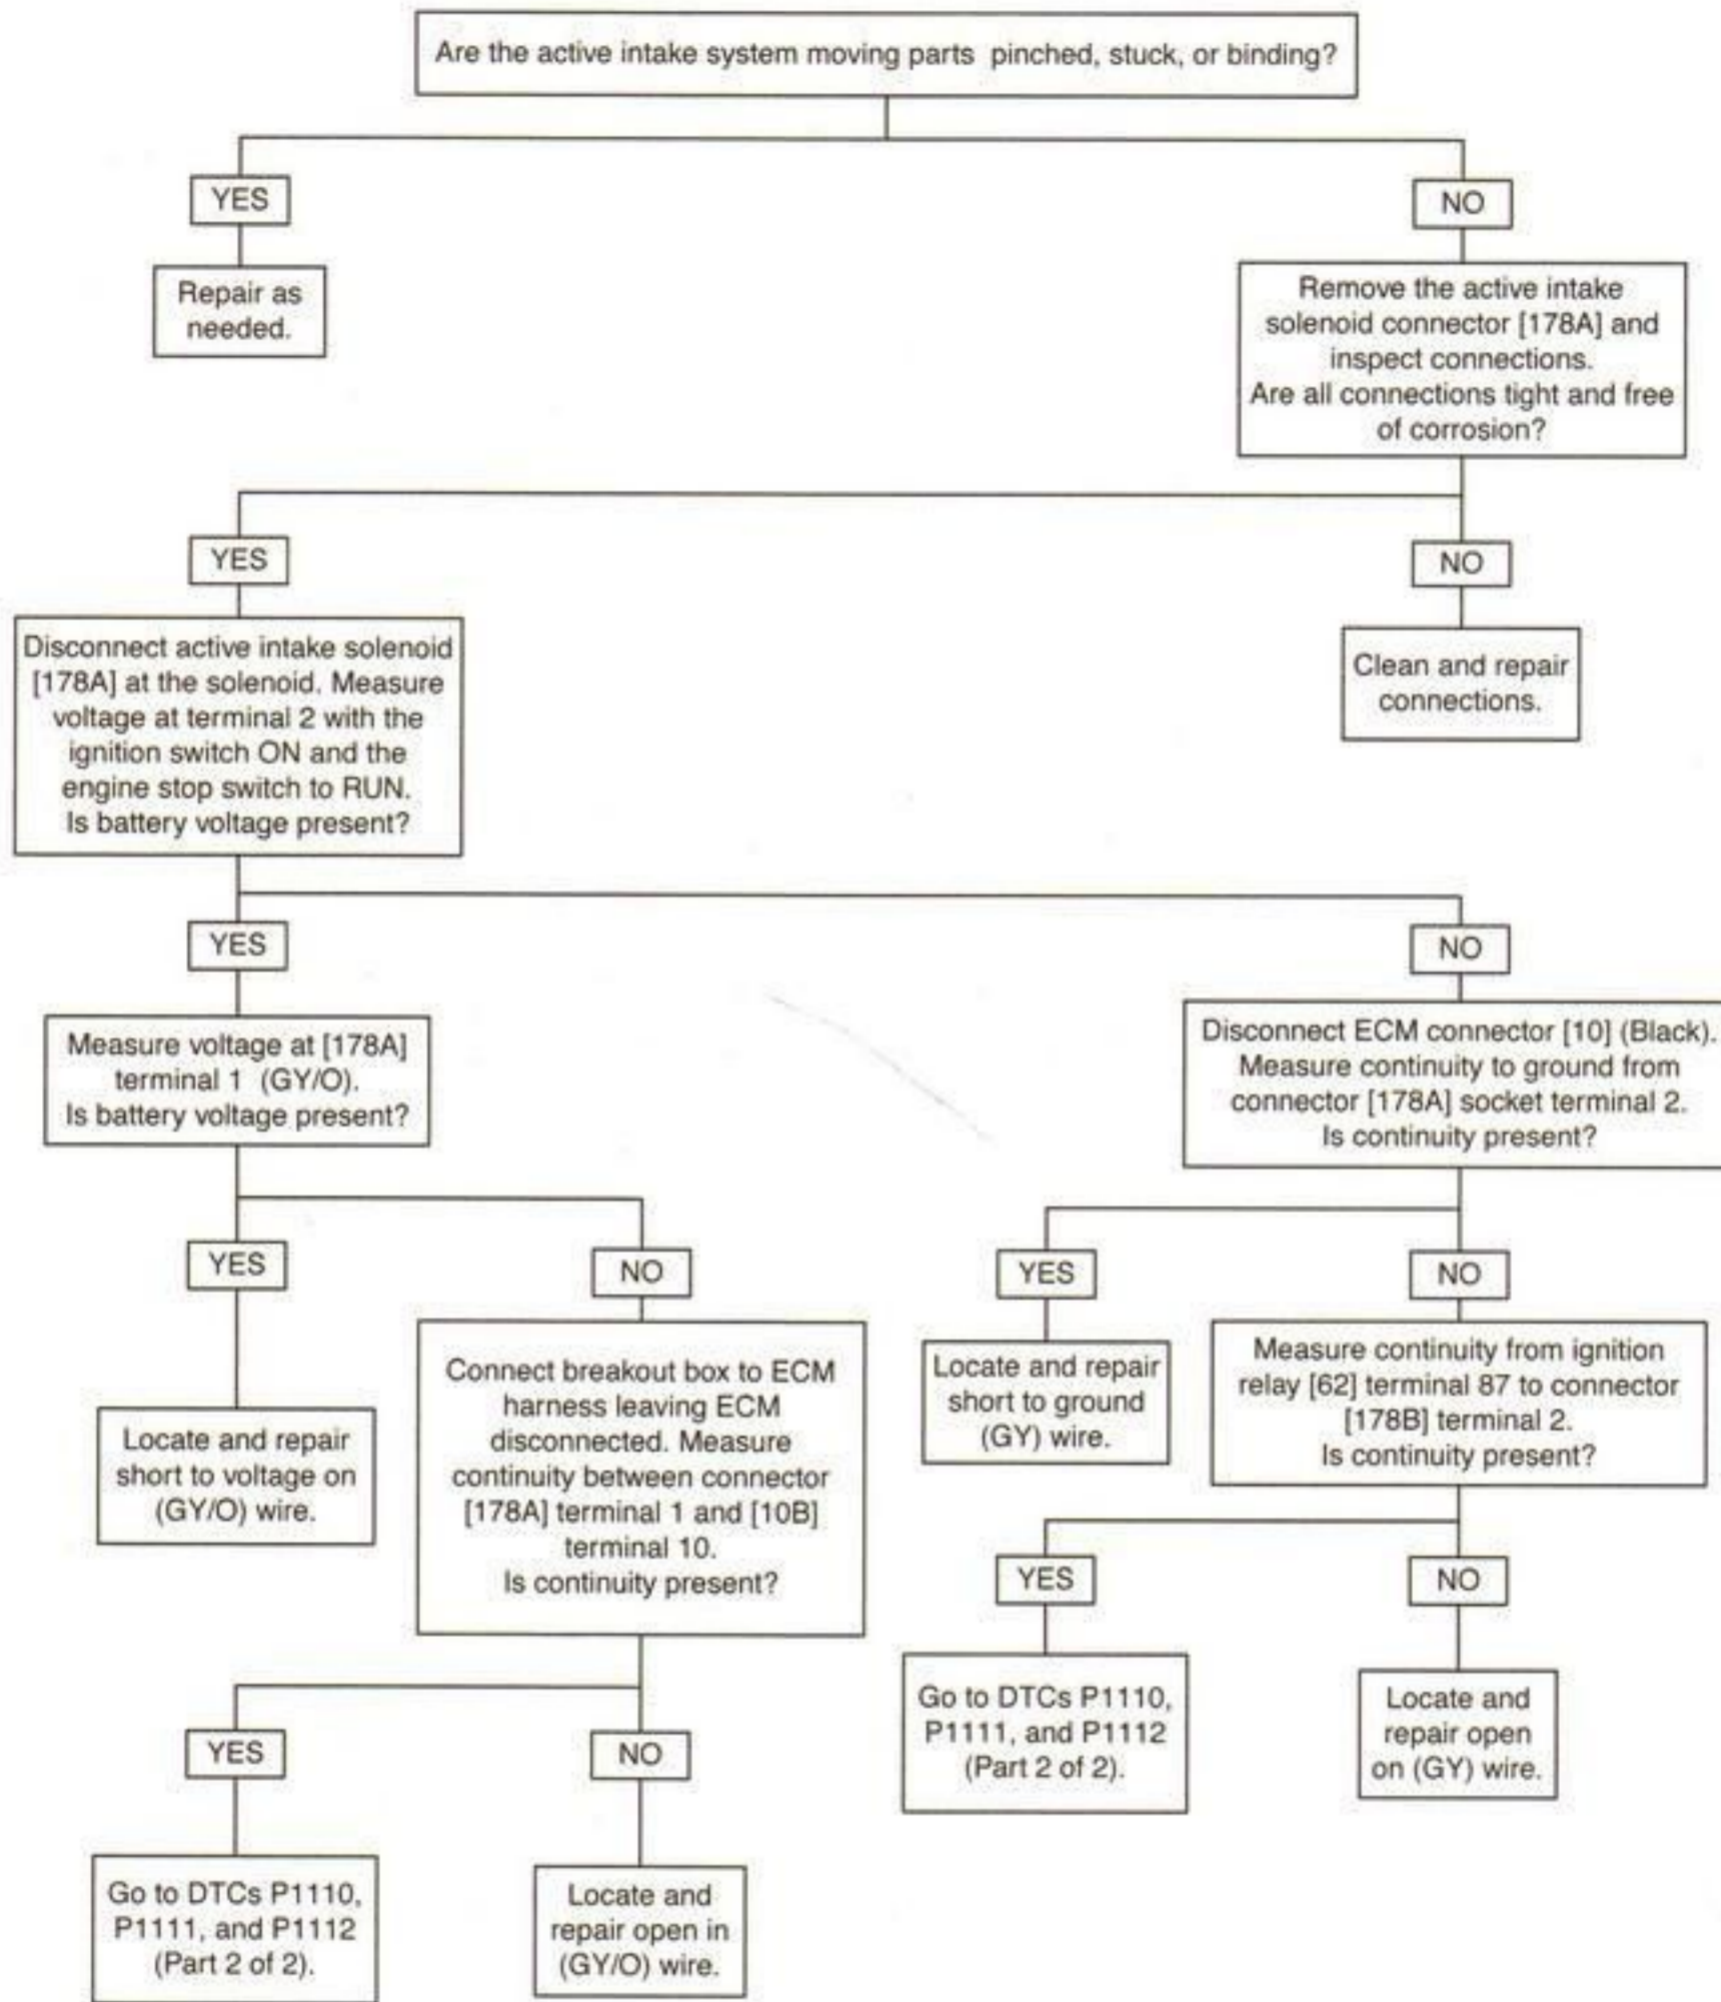 Are the active intake system moving parts pinched, stuck, or binding?
YES
NO
Repair as
needed.
Remove the active intake
solenoid connector [178A] and
inspect connections.
Are all connections tight and free
of corrosion?
YES
NO
Disconnect active intake solenoid
[178A] at the solenoid. Measure
voltage at terminal 2 with the
ignition switch ON and the
engine stop switch to RUN.
Is battery voltage present?
Clean and repair
connections.
YES
NO
Measure voltage at [178A]
terminal 1 (GY/O).
Is battery voltage present?
Disconnect ECM connector [10] (Black).
Measure continuity to ground from
connector [178A] socket terminal 2.
Is continuity present?
YES
NO
YES
NO
Locate and repair
short to voltage on
(GY/O) wire.
Connect breakout box to ECM
harness leaving ECM
disconnected. Measure
continuity between connector
[178A] terminal 1 and [10B]
terminal 10.
Is continuity present?
Locate and repair
short to ground
(GY) wire.
Measure continuity from ignition
relay [62] terminal 87 to connector
[178B] terminal 2.
Is continuity present?
YES
NO
YES
NO
Go to DTCs P1110,
P1111, and P1112
(Part 2 of 2).
Locate and
repair open in
(GY/O) wire.
Go to DTCs P1110,
P1111, and P1112
(Part 2 of 2).
Locate and
repair open
on (GY) wire.